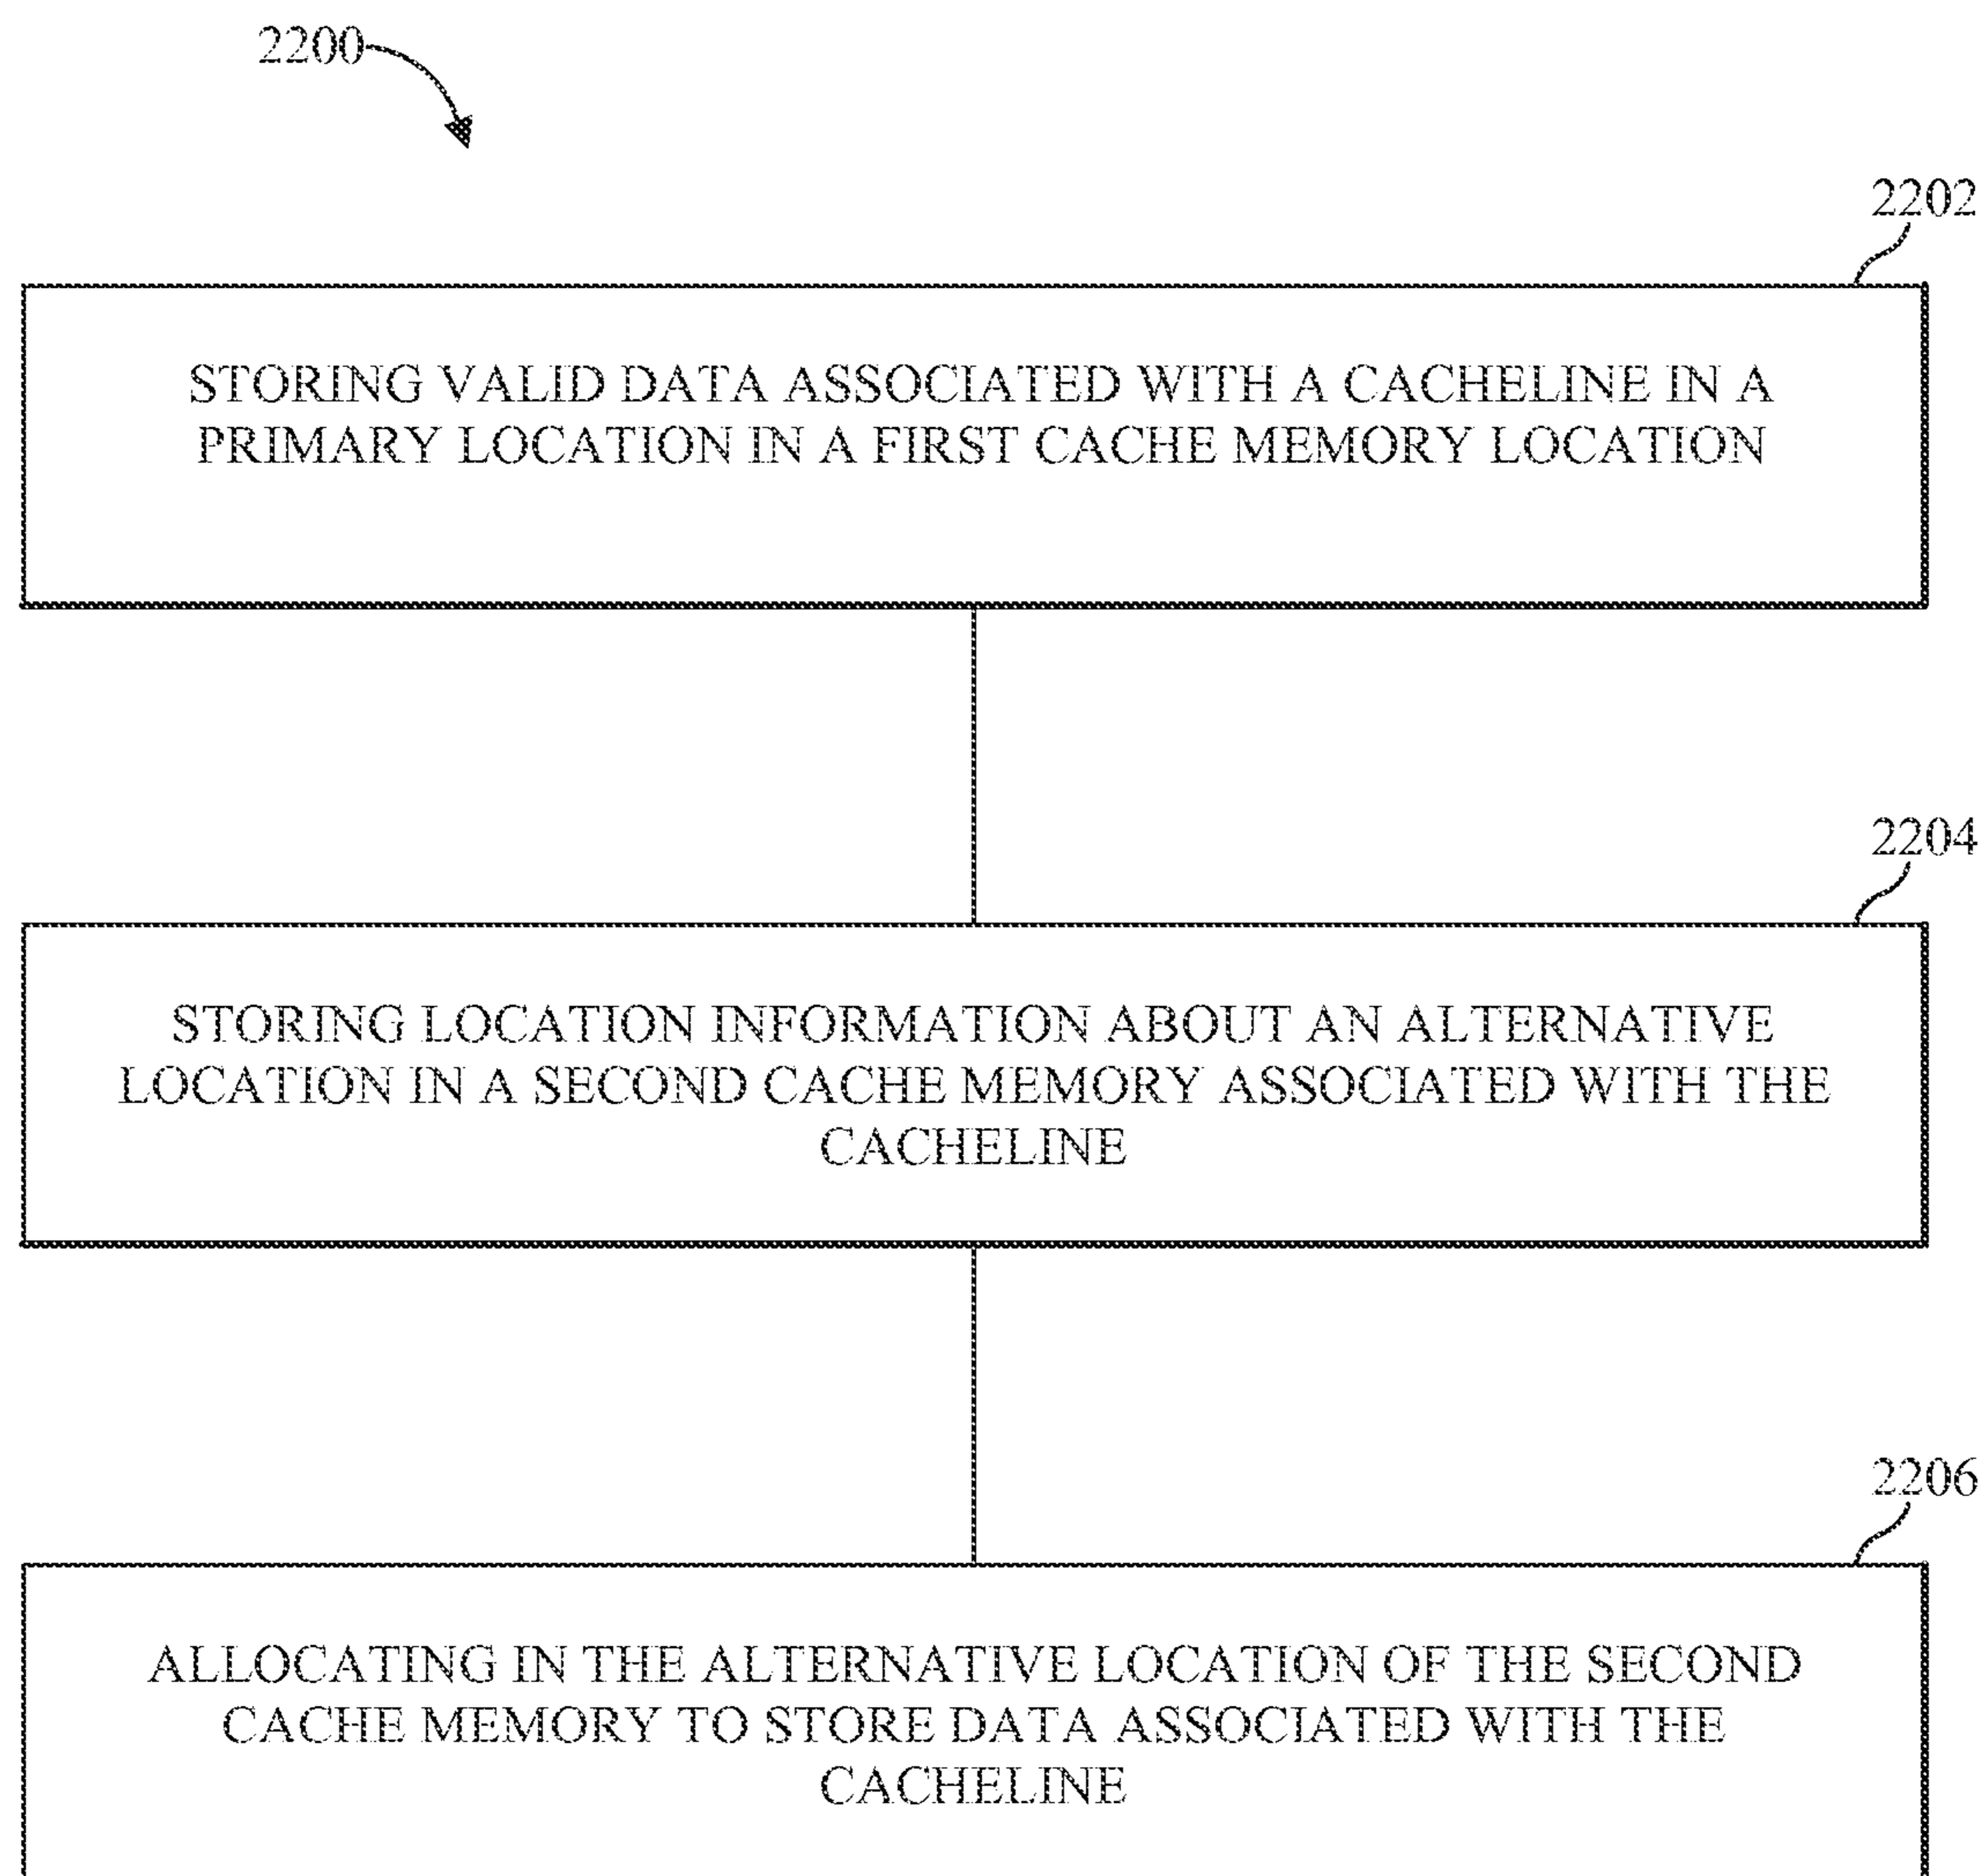 2200
2202
STORING VALID DATA ASSOCIATED WITH A CACHELINE IN A
PRIMARY LOCATION IN A FIRST CACHE MEMORY LOCATION
2204
STORING LOCATION INFORMATION ABOUT AN ALTERNATIVE
LOCATION IN A SECOND CACHE MEMORY ASSOCIATED WITH THE
CACHELINE
2206
ALLOCATING IN THE ALTERNATIVE LOCATION OF THE SECOND
CACHE MEMORY TO STORE DATA ASSOCIATED WITH THE
CACHELINE